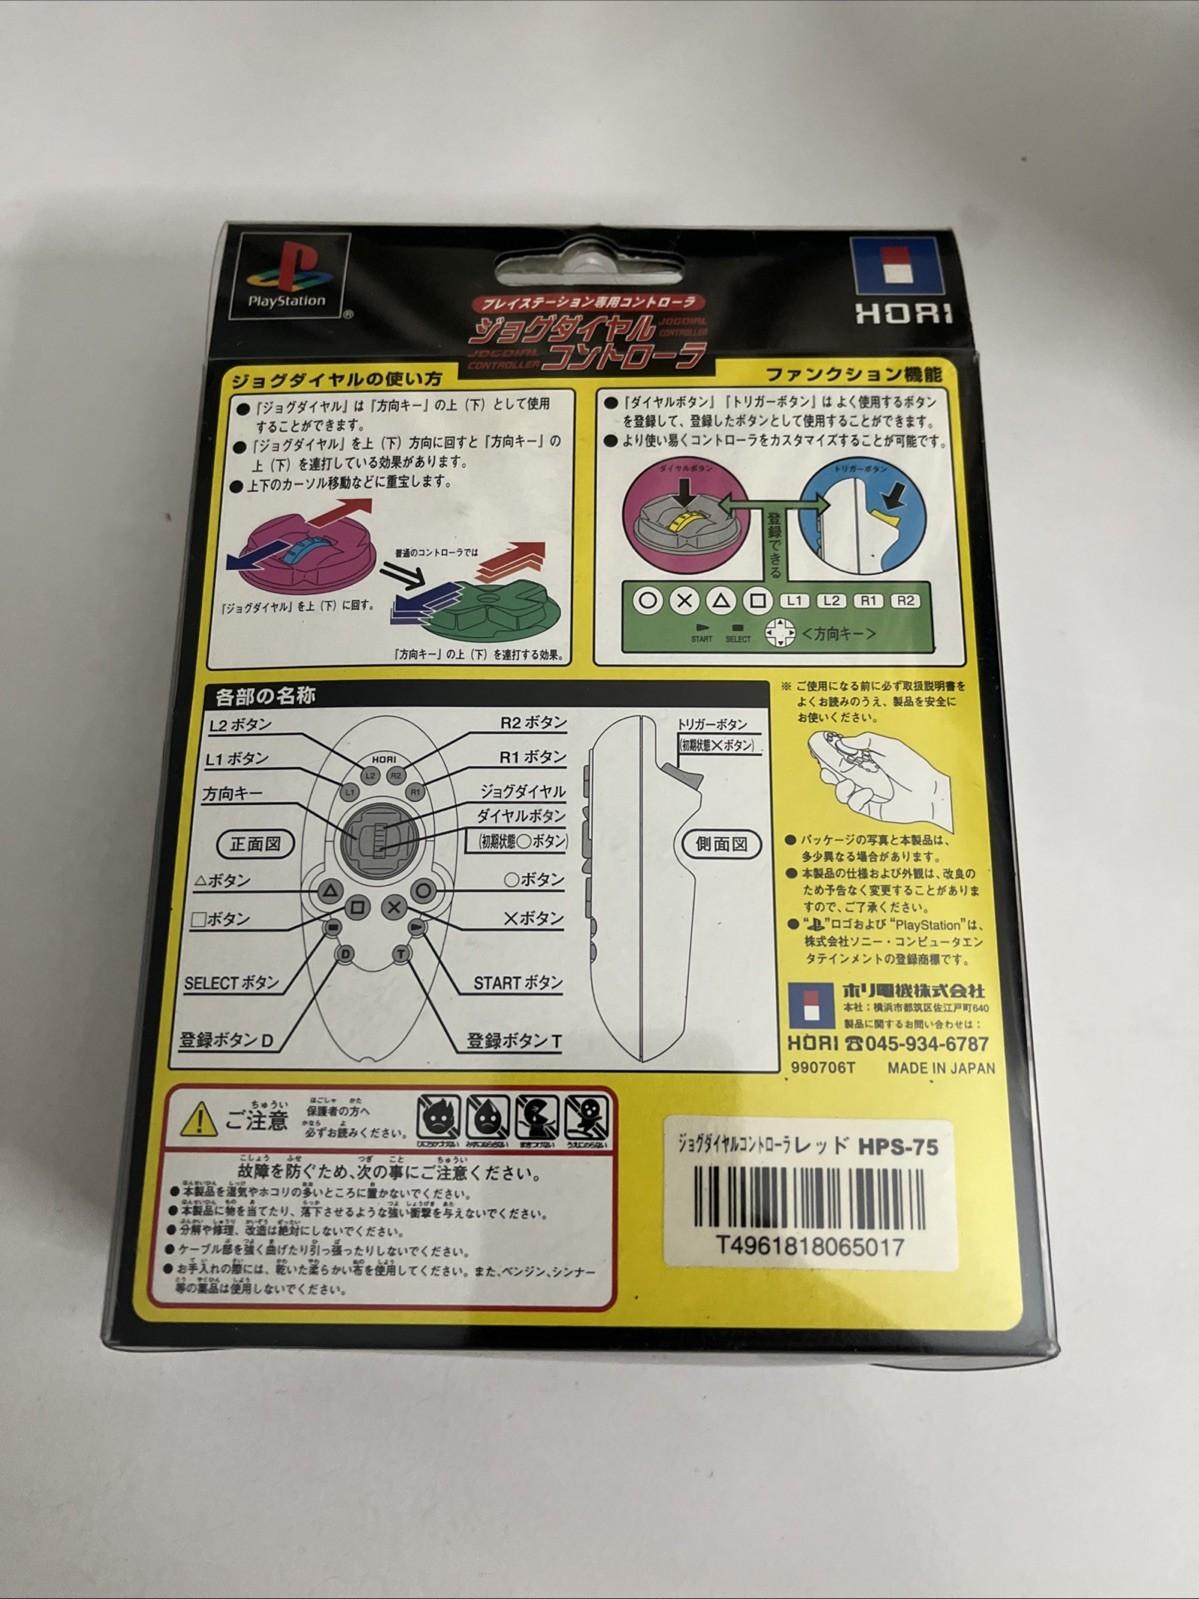 PlayStation
®
プレイステーション専用コントローラ
ジョグダイヤル
JOGDIAL
CONTROLLER
コントローラ
JOGDIAL
CONTROLLER
HORI
ジョグダイヤルの使い方
●「ジョグダイヤル」は「方向キー」の上(下)として使用
することができます。
●「ジョグダイヤル」を上(下)方向に回すと「方向キー」の
上(下)を連打している効果があります。
●上下のカーソル移動などに重宝します。
普通のコントローラでは
「ジョグダイヤル」を上(下)に回す。
「方向キー」の上(下)を連打する効果。
ファンクション機能
●「ダイヤルボタン」「トリガーボタン」は よく使用するボタン
を登録して、登録したボタンとして使用することができます。
●より使い易くコントローラをカスタマイズすることが可能です。
ダイヤルボタン
トリガーボタン
登録できる
○ ✕ △ □ L1 L2 R1 R2
START SELECT <方向キー>
各部の名称
L2ボタン
L1ボタン
方向キー
正面図
△ボタン
□ボタン
SELECTボタン
登録ボタンD
HORI
L2 R2
L1 R1
D T
R2ボタン
R1ボタン
ジョグダイヤル
ダイヤルボタン
(初期状態○ボタン)
○ボタン
✕ボタン
STARTボタン
登録ボタンT
トリガーボタン
(初期状態✕ボタン)
側面図
※ご使用になる前に必ず取扱説明書を
よくお読みのうえ、製品を安全に
お使いください。
●パッケージの写真と本製品は、
多少異なる場合があります。
●本製品の仕様および外観は、改良の
ため予告なく変更することがありま
すので、ご了承ください。
●“ ”ロゴおよび“PlayStation”は、
株式会社ソニー・コンピュータエン
タテインメントの登録商標です。
ホリ電機株式会社
本社:横浜市都筑区佐江戸町640
製品に関するお問い合わせは:
HORI ☎045-934-6787
990706T MADE IN JAPAN
ご注意
ちゅうい
保護者の方へ
ほごしゃ かた
必ずお読みください。
かなら よ
故障を防ぐため、次の事にご注意ください。
こしょう ふせ つぎ こと ちゅうい
●本製品を湿気やホコリの多いところに置かないでください。
●本製品に物を当てたり、落下させるような強い衝撃を与えないでください。
●分解や修理、改造は絶対にしないでください。
●ケーブル部を強く曲げたり引っ張ったりしないでください。
●お手入れの際には、乾いた柔らかい布を使用してください。また、ベンジン、シンナー
等の薬品は使用しないでください。
ジョグダイヤルコントローラレッド HPS-75
T4961818065017